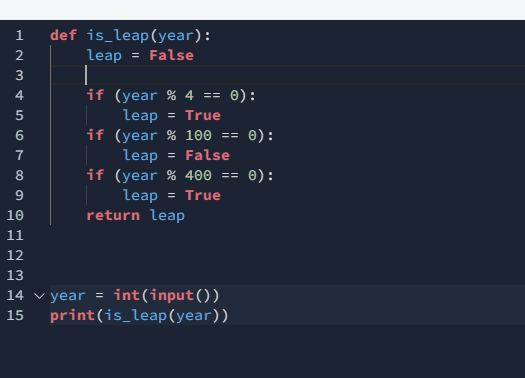 1 def is_leap(year):
2     leap = False
3
4     if (year % 4 == 0):
5         leap = True
6     if (year % 100 == 0):
7         leap = False
8     if (year % 400 == 0):
9         leap = True
10     return leap
11
12
13
14 year = int(input())
15 print(is_leap(year))